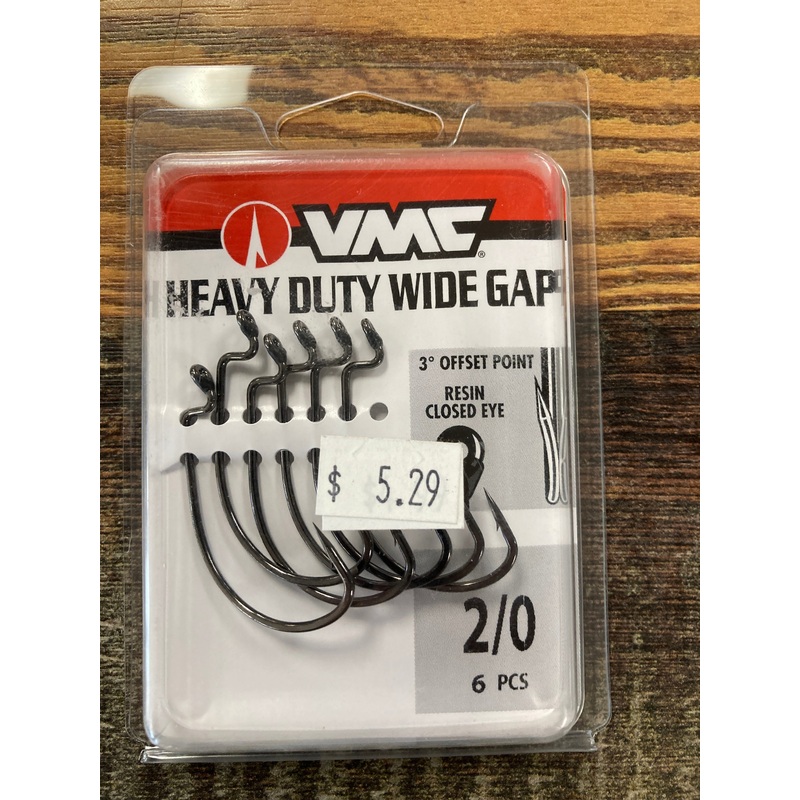 VMC®
HEAVY DUTY WIDE GAP
3° OFFSET POINT
RESIN
CLOSED EYE
$ 5.29
2/0
6 PCS